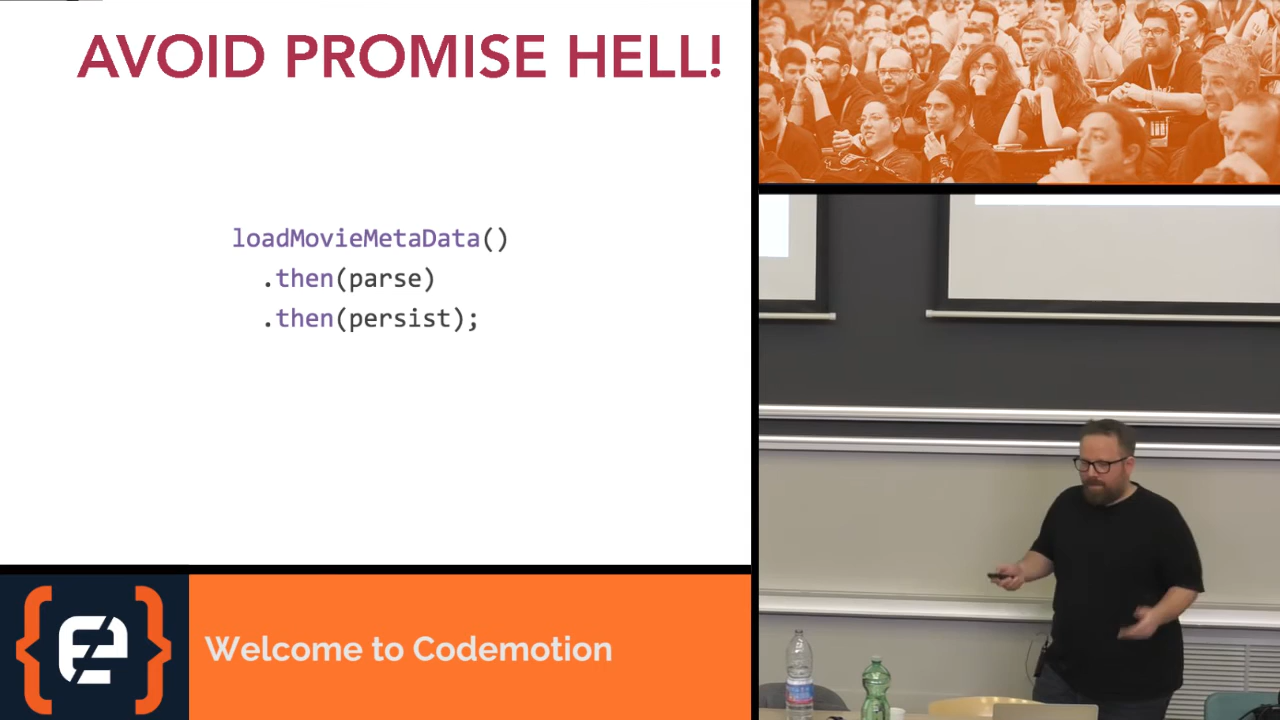 AVOID PROMISE HELL!
loadMovieMetaData()
.then(parse)
.then(persist);
Welcome to Codemotion